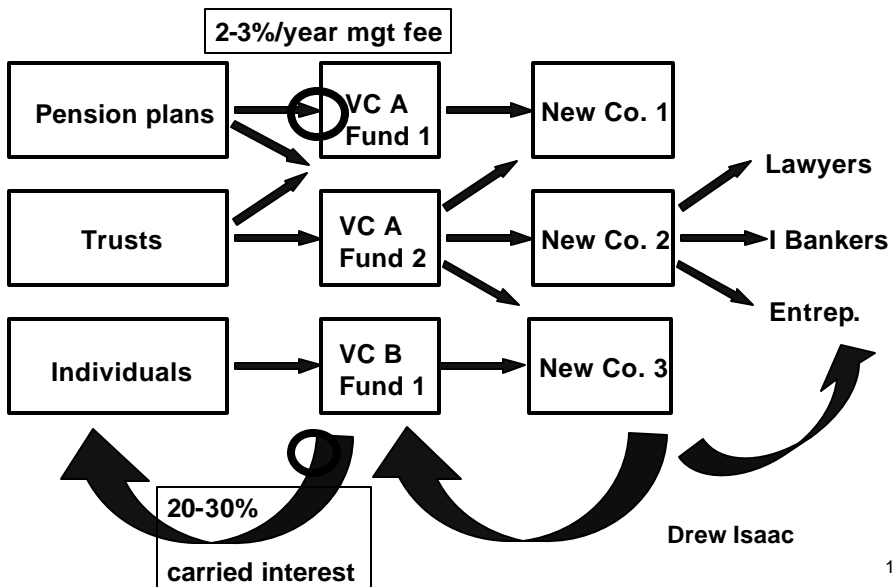 2-3%/year mgt fee
Pension plans
VC A
Fund 1
New Co. 1
Lawyers
Trusts
VC A
Fund 2
New Co. 2
I Bankers
Entrep.
Individuals
VC B
Fund 1
New Co. 3
20-30%
carried interest
Drew Isaac
1